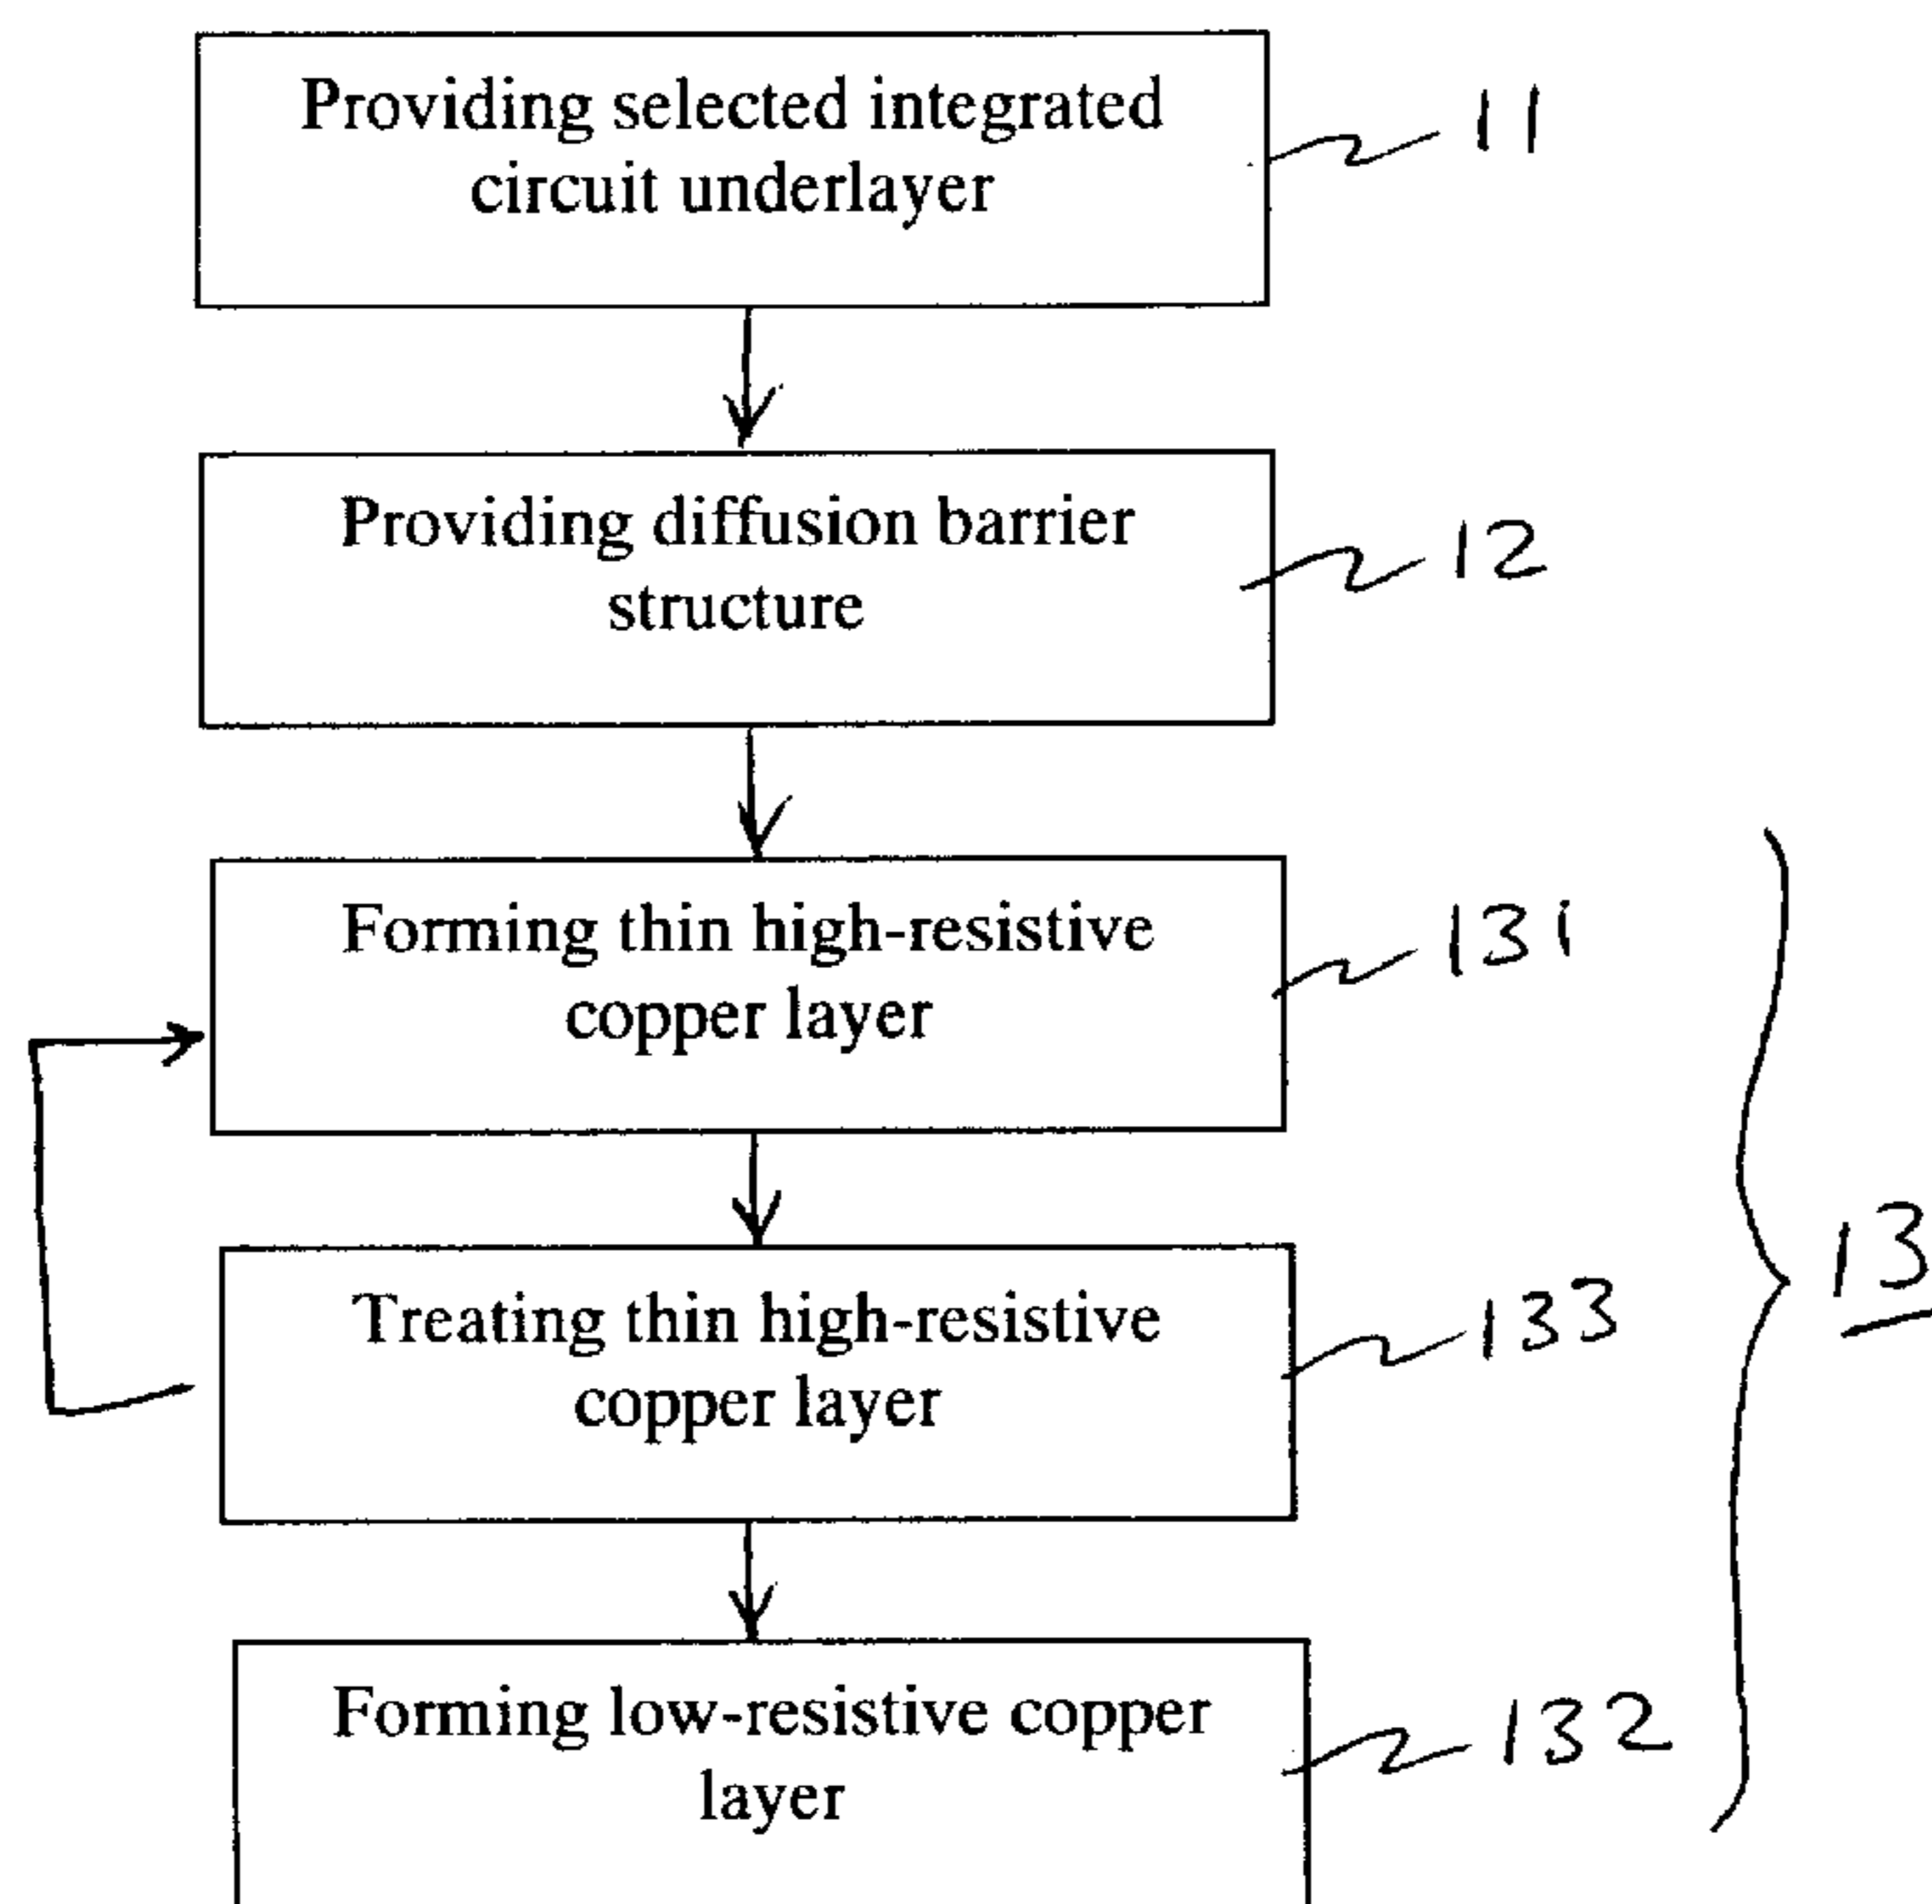 Providing selected integrated
circuit underlayer
11
Providing diffusion barrier
structure
12
Forming thin high-resistive
copper layer
131
Treating thin high-resistive
copper layer
133
13
Forming low-resistive copper
layer
132